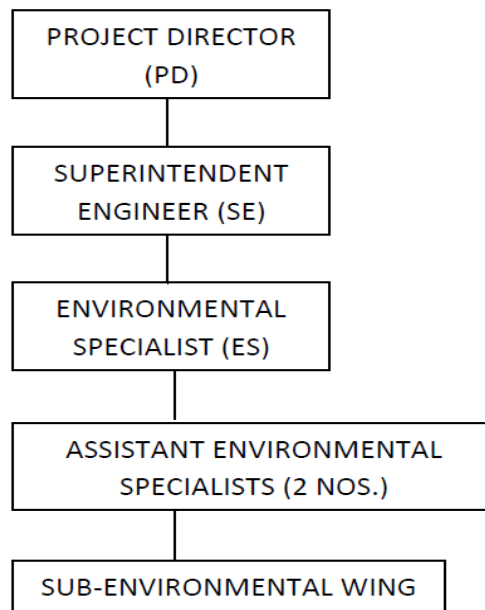 PROJECT DIRECTOR
(PD)
SUPERINTENDENT
ENGINEER (SE)
ENVIRONMENTAL
SPECIALIST (ES)
ASSISTANT ENVIRONMENTAL
SPECIALISTS (2 NOS.)
SUB-ENVIRONMENTAL WING